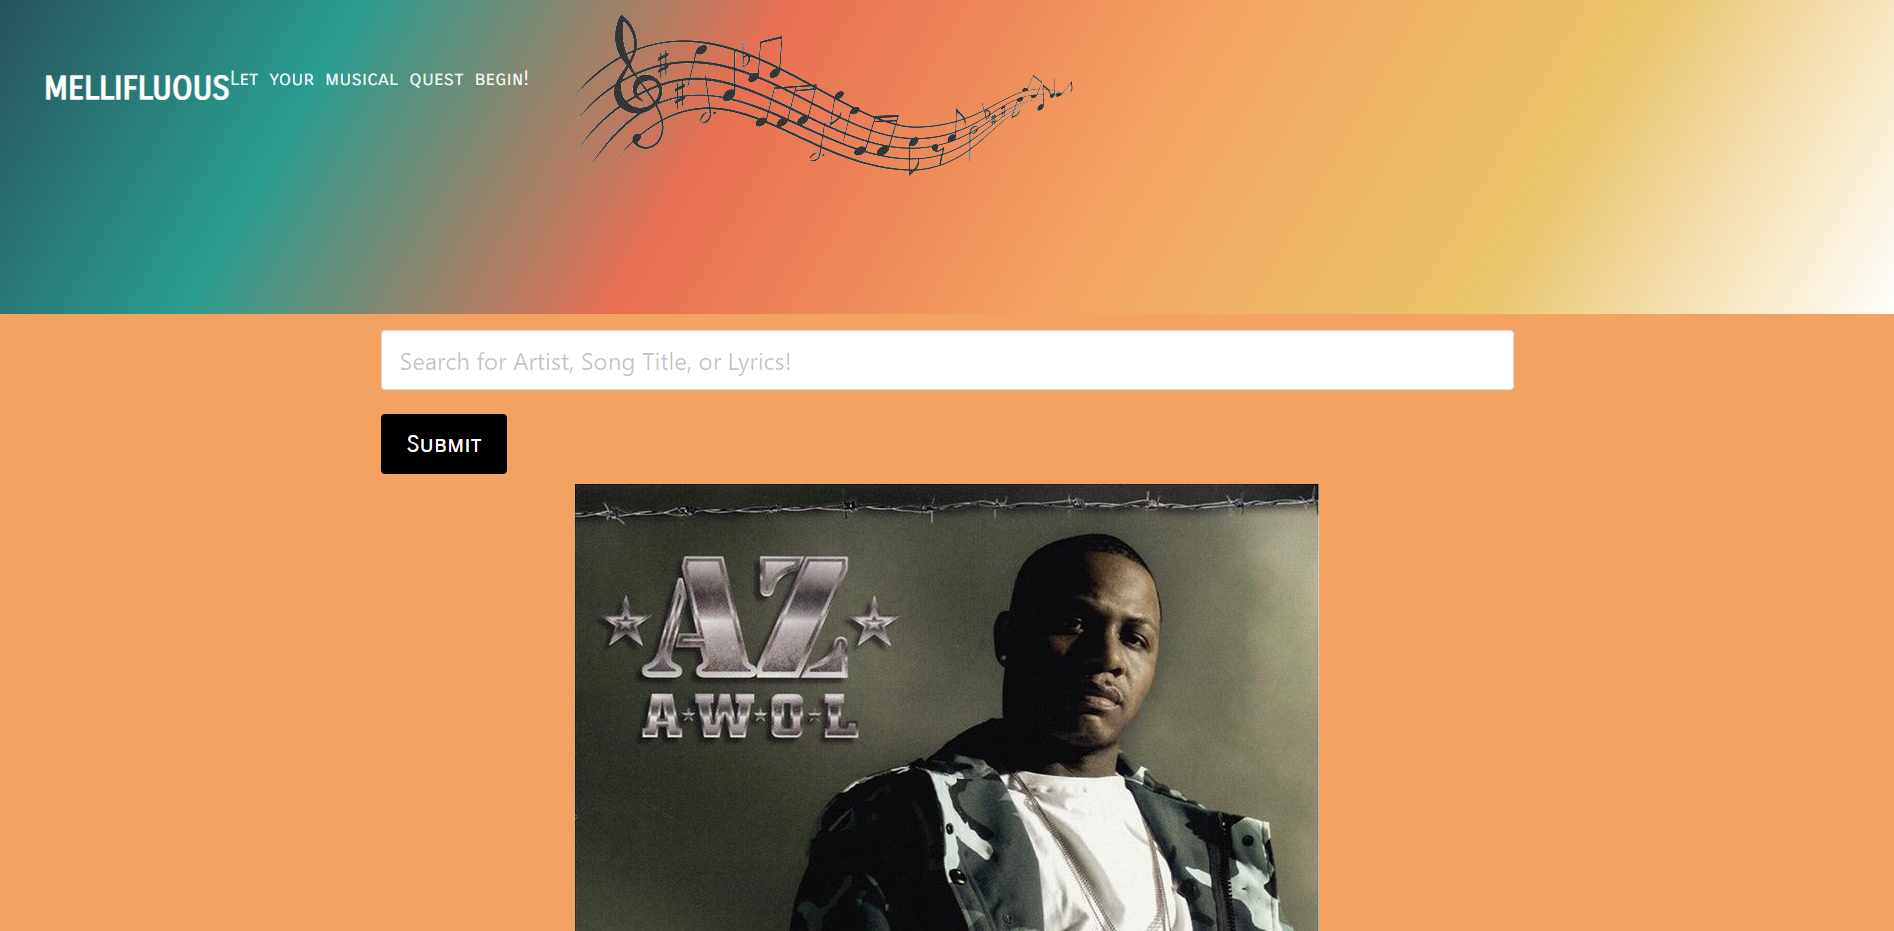 MELLIFLUOUS
Let your musical quest begin!
Search for Artist, Song Title, or Lyrics!
Submit
AZ
A★W★O★L